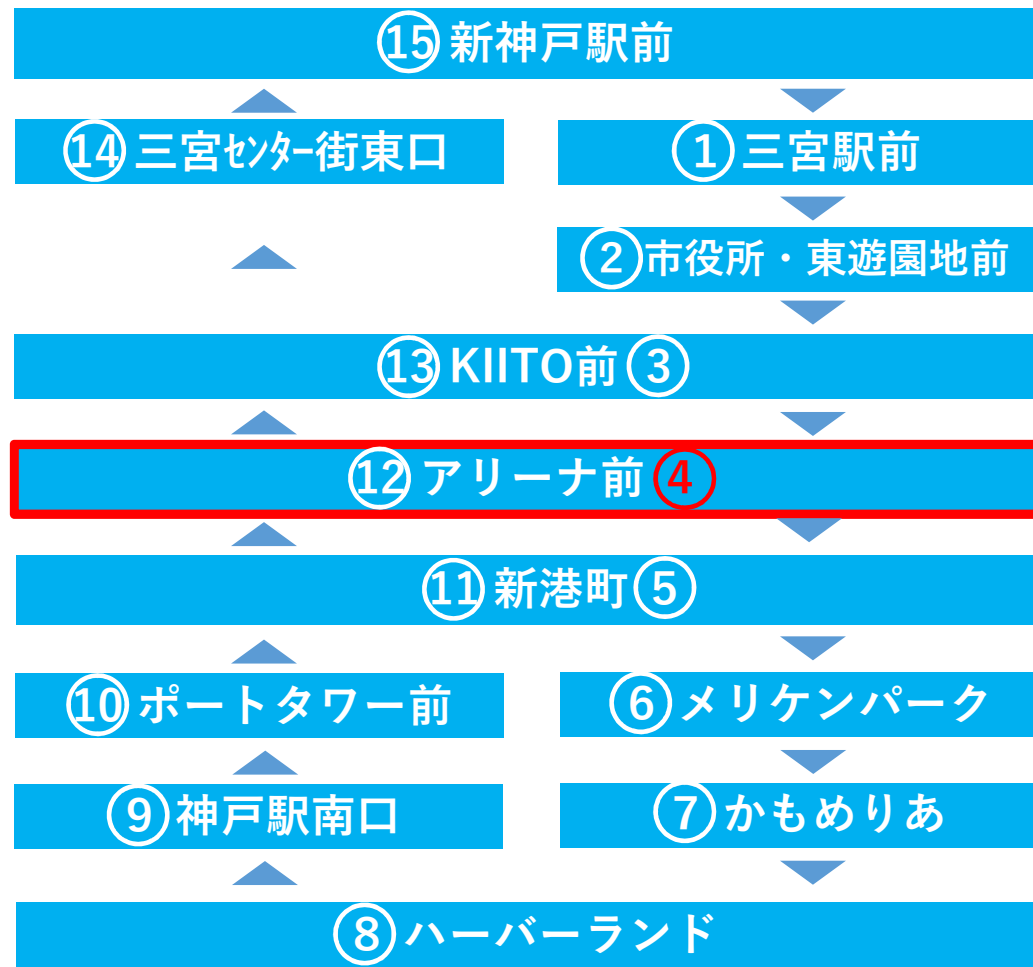 ⑮新神戸駅前
⑭三宮ｾﾝﾀｰ街東口
①三宮駅前
②市役所・東遊園地前
⑬KIITO前③
⑫アリーナ前④
⑪新港町⑤
⑩ポートタワー前
⑥メリケンパーク
⑨神戸駅南口
⑦かもめりあ
⑧ハーバーランド